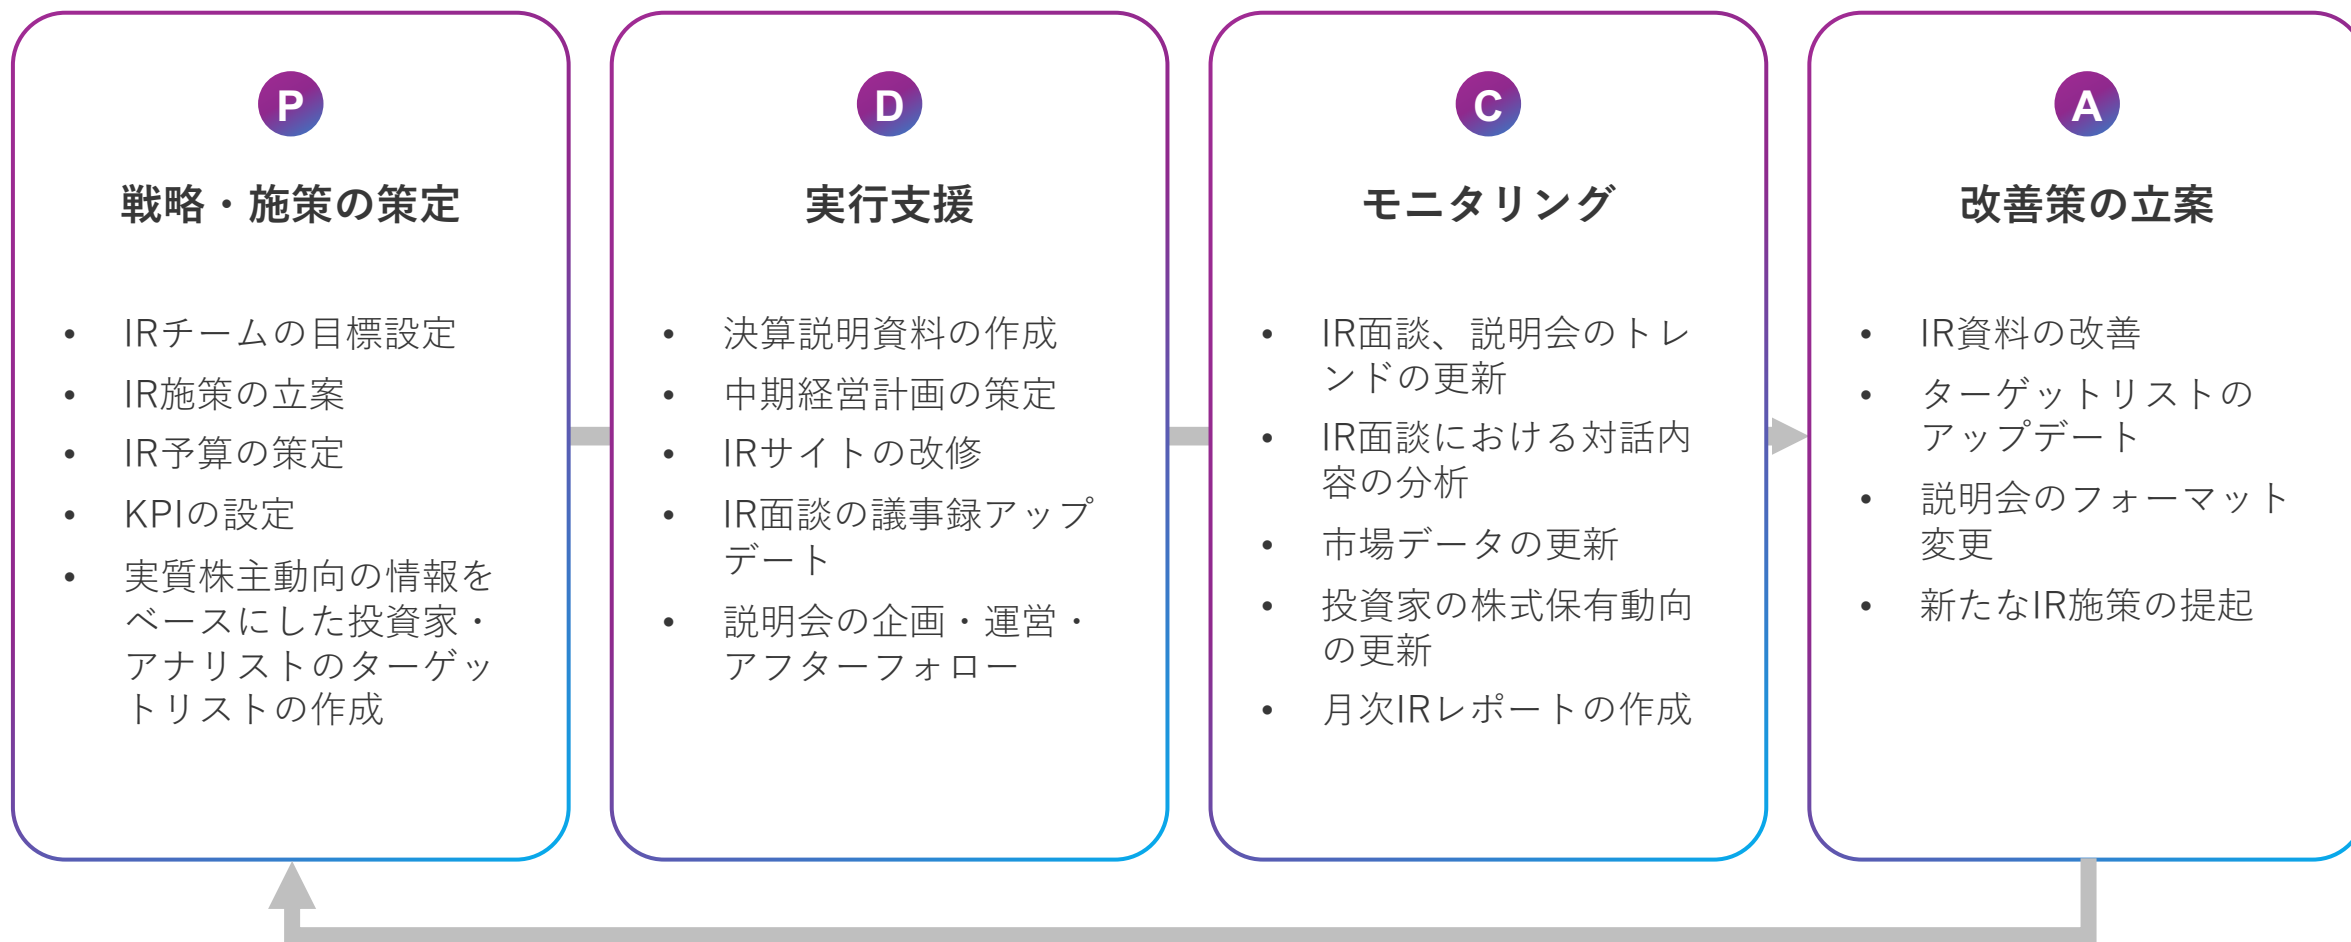 P
戦略・施策の策定
• IRチームの目標設定
• IR施策の立案
• IR予算の策定
• KPIの設定
• 実質株主動向の情報を
ベースにした投資家・
アナリストのターゲッ
トリストの作成
D
実行支援
• 決算説明資料の作成
• 中期経営計画の策定
• IRサイトの改修
• IR面談の議事録アップ
デート
• 説明会の企画・運営・
アフターフォロー
C
モニタリング
• IR面談、説明会のトレ
ンドの更新
• IR面談における対話内
容の分析
• 市場データの更新
• 投資家の株式保有動向
の更新
• 月次IRレポートの作成
A
改善策の立案
• IR資料の改善
• ターゲットリストの
アップデート
• 説明会のフォーマット
変更
• 新たなIR施策の提起